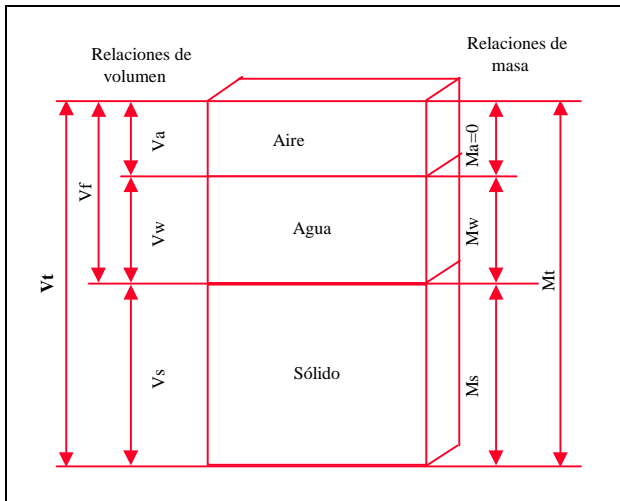 Relaciones de
volumen
Relaciones de
masa
Vt
Vf
Va
Vw
Vs
Aire
Agua
Sólido
Ma=0
Mw
Ms
Mt